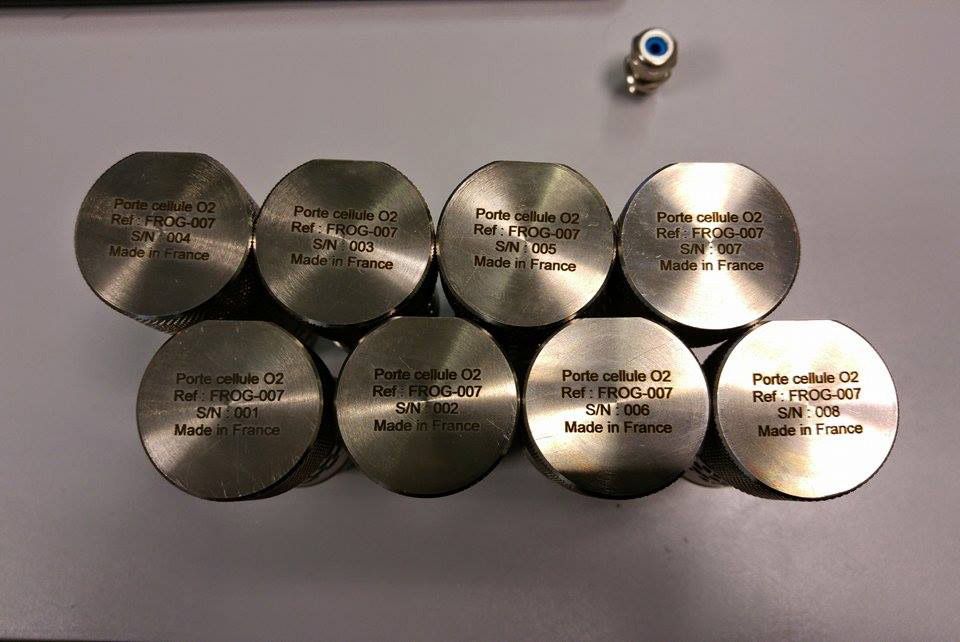 Porte cellule O2
Ref : FROG-007
S/N : 004
Made in France
Porte cellule O2
Ref : FROG-007
S/N : 003
Made in France
Porte cellule O2
Ref : FROG-007
S/N : 005
Made in France
Porte cellule O2
Ref : FROG-007
S/N : 007
Made in France
Porte cellule O2
Ref : FROG-007
S/N : 001
Made in France
Porte cellule O2
Ref : FROG-007
S/N : 002
Made in France
Porte cellule O2
Ref : FROG-007
S/N : 006
Made in France
Porte cellule O2
Ref : FROG-007
S/N : 008
Made in France